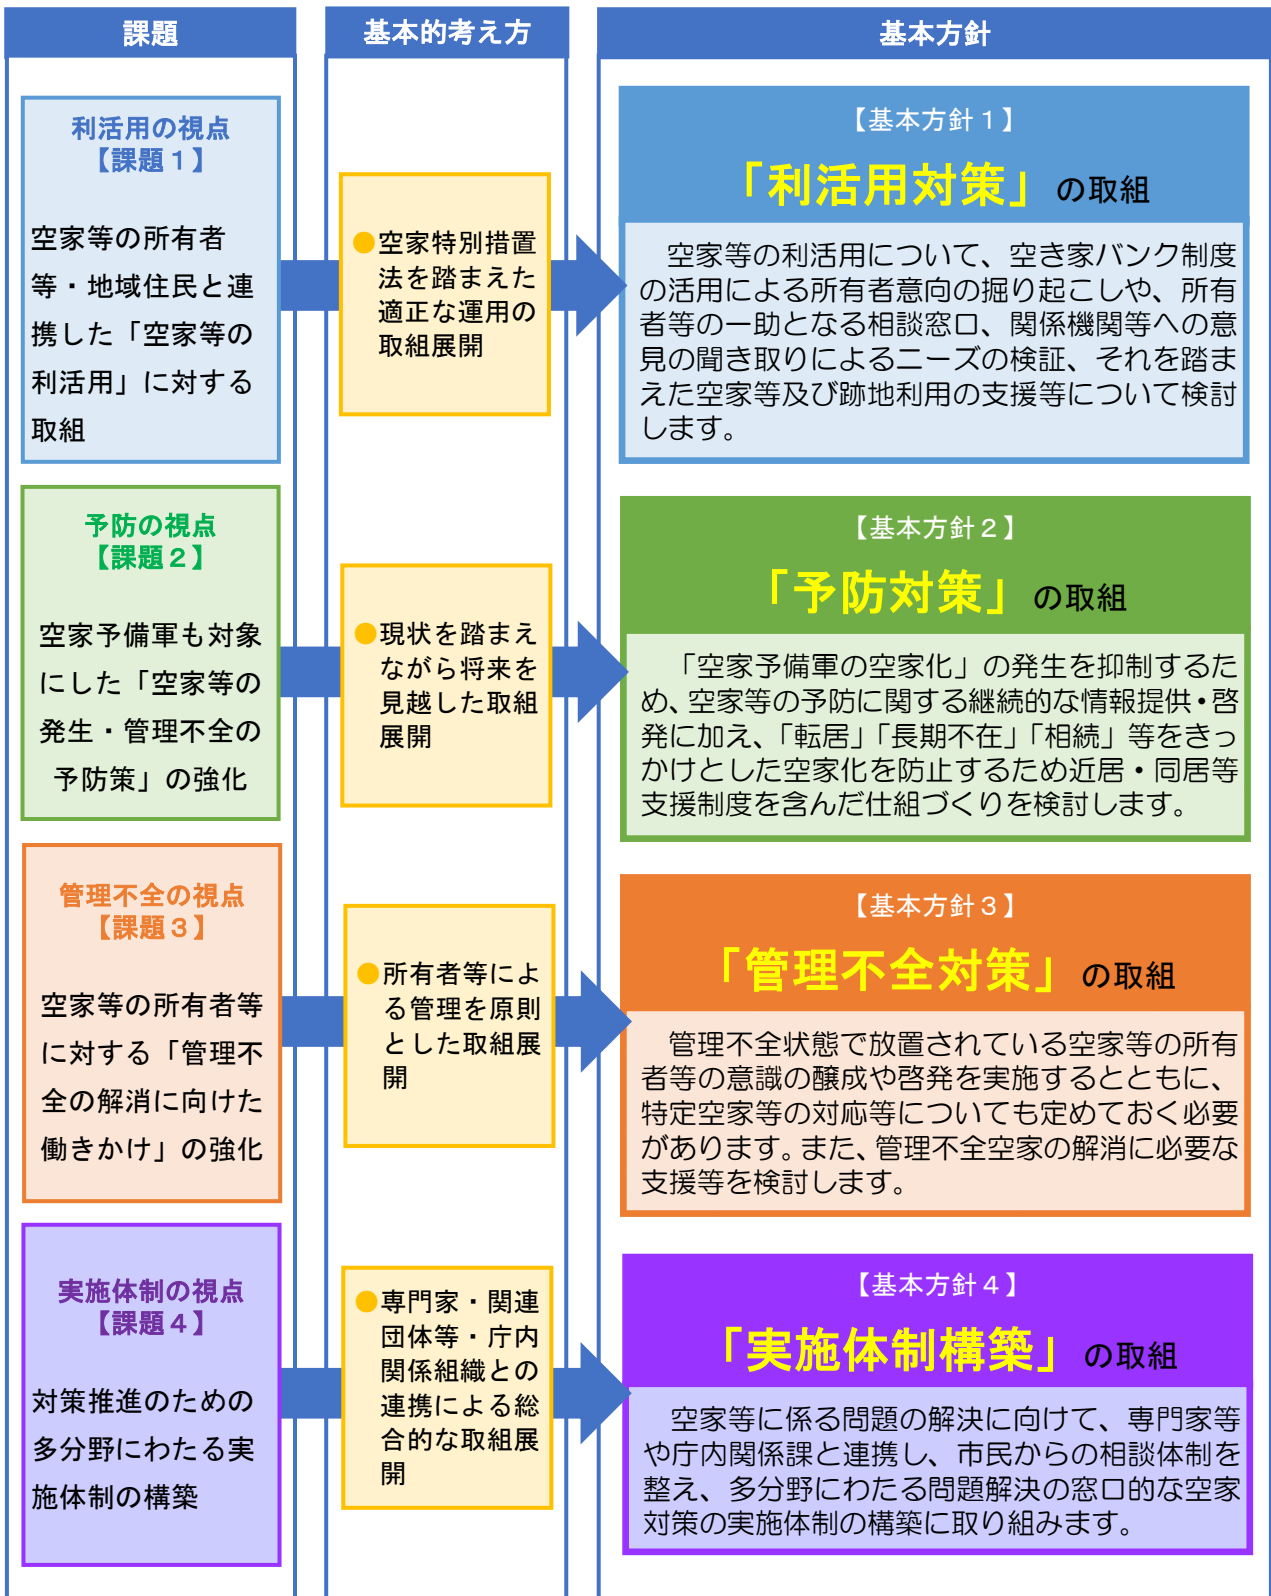 課題
基本的考え方
基本方針
利活用の視点
【課題１】
空家等の所有者
等・地域住民と連
携した「空家等の
利活用」に対する
取組
●空家特別措置
法を踏まえた
適正な運用の
取組展開
【基本方針１】
「利活用対策」の取組
空家等の利活用について、空き家バンク制度
の活用による所有者意向の掘り起こしや、所有
者等の一助となる相談窓口、関係機関等への意
見の聞き取りによるニーズの検証、それを踏ま
えた空家等及び跡地利用の支援等について検討
します。
予防の視点
【課題２】
空家予備軍も対象
にした「空家等の
発生・管理不全の
予防策」の強化
●現状を踏まえ
ながら将来を
見越した取組
展開
【基本方針２】
「予防対策」の取組
「空家予備軍の空家化」の発生を抑制するた
め、空家等の予防に関する継続的な情報提供・啓
発に加え、「転居」「長期不在」「相続」等をきっ
かけとした空家化を防止するため近居・同居等
支援制度を含んだ仕組づくりを検討します。
管理不全の視点
【課題３】
空家等の所有者等
に対する「管理不
全の解消に向けた
働きかけ」の強化
●所有者等によ
る管理を原則
とした取組展
開
【基本方針３】
「管理不全対策」の取組
管理不全状態で放置されている空家等の所有
者等の意識の醸成や啓発を実施するとともに、
特定空家等の対応等についても定めておく必要
があります。また、管理不全空家の解消に必要な
支援等を検討します。
実施体制の視点
【課題４】
対策推進のための
多分野にわたる実
施体制の構築
●専門家・関連
団体等・庁内
関係組織との
連携による総
合的な取組展
開
【基本方針４】
「実施体制構築」の取組
空家等に係る問題の解決に向けて、専門家等
や庁内関係課と連携し、市民からの相談体制を
整え、多分野にわたる問題解決の窓口的な空家
対策の実施体制の構築に取り組みます。